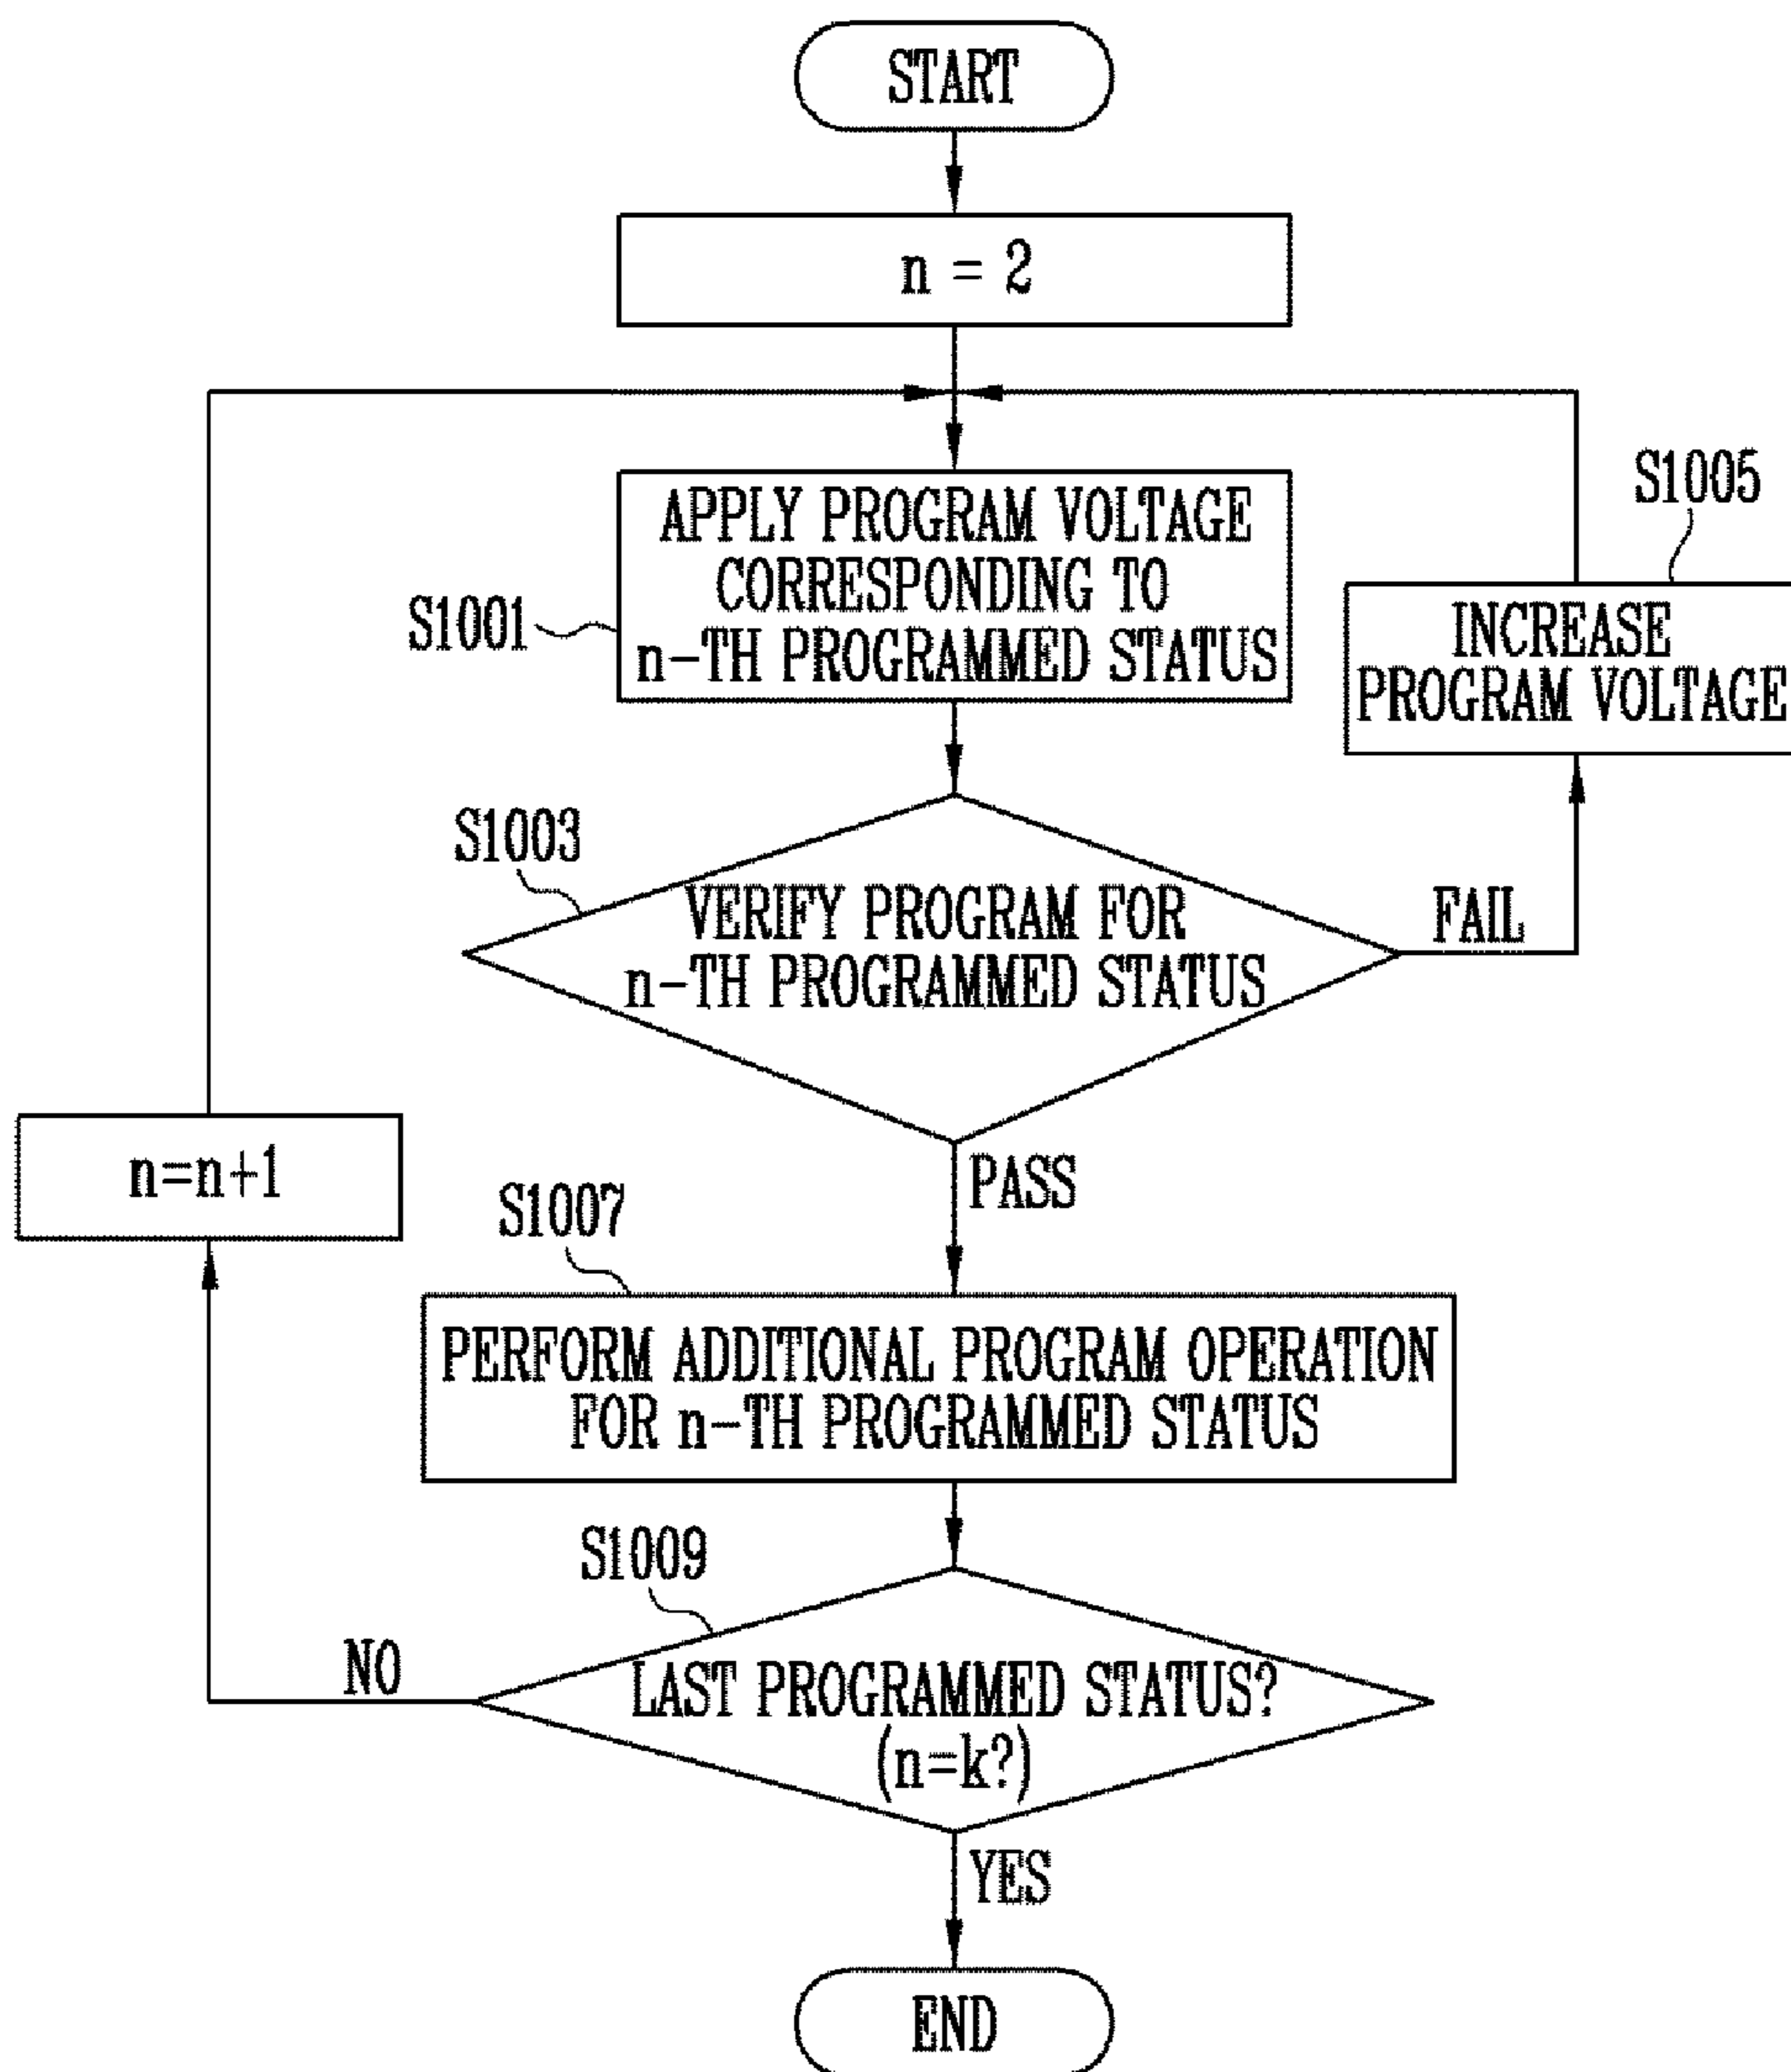 START
n = 2
APPLY PROGRAM VOLTAGE
CORRESPONDING TO
n-TH PROGRAMMED STATUS
S1001
S1005
INCREASE
PROGRAM VOLTAGE
S1003
VERIFY PROGRAM FOR
n-TH PROGRAMMED STATUS
FAIL
PASS
n=n+1
S1007
PERFORM ADDITIONAL PROGRAM OPERATION
FOR n-TH PROGRAMMED STATUS
S1009
NO
LAST PROGRAMMED STATUS?
(n=k?)
YES
END